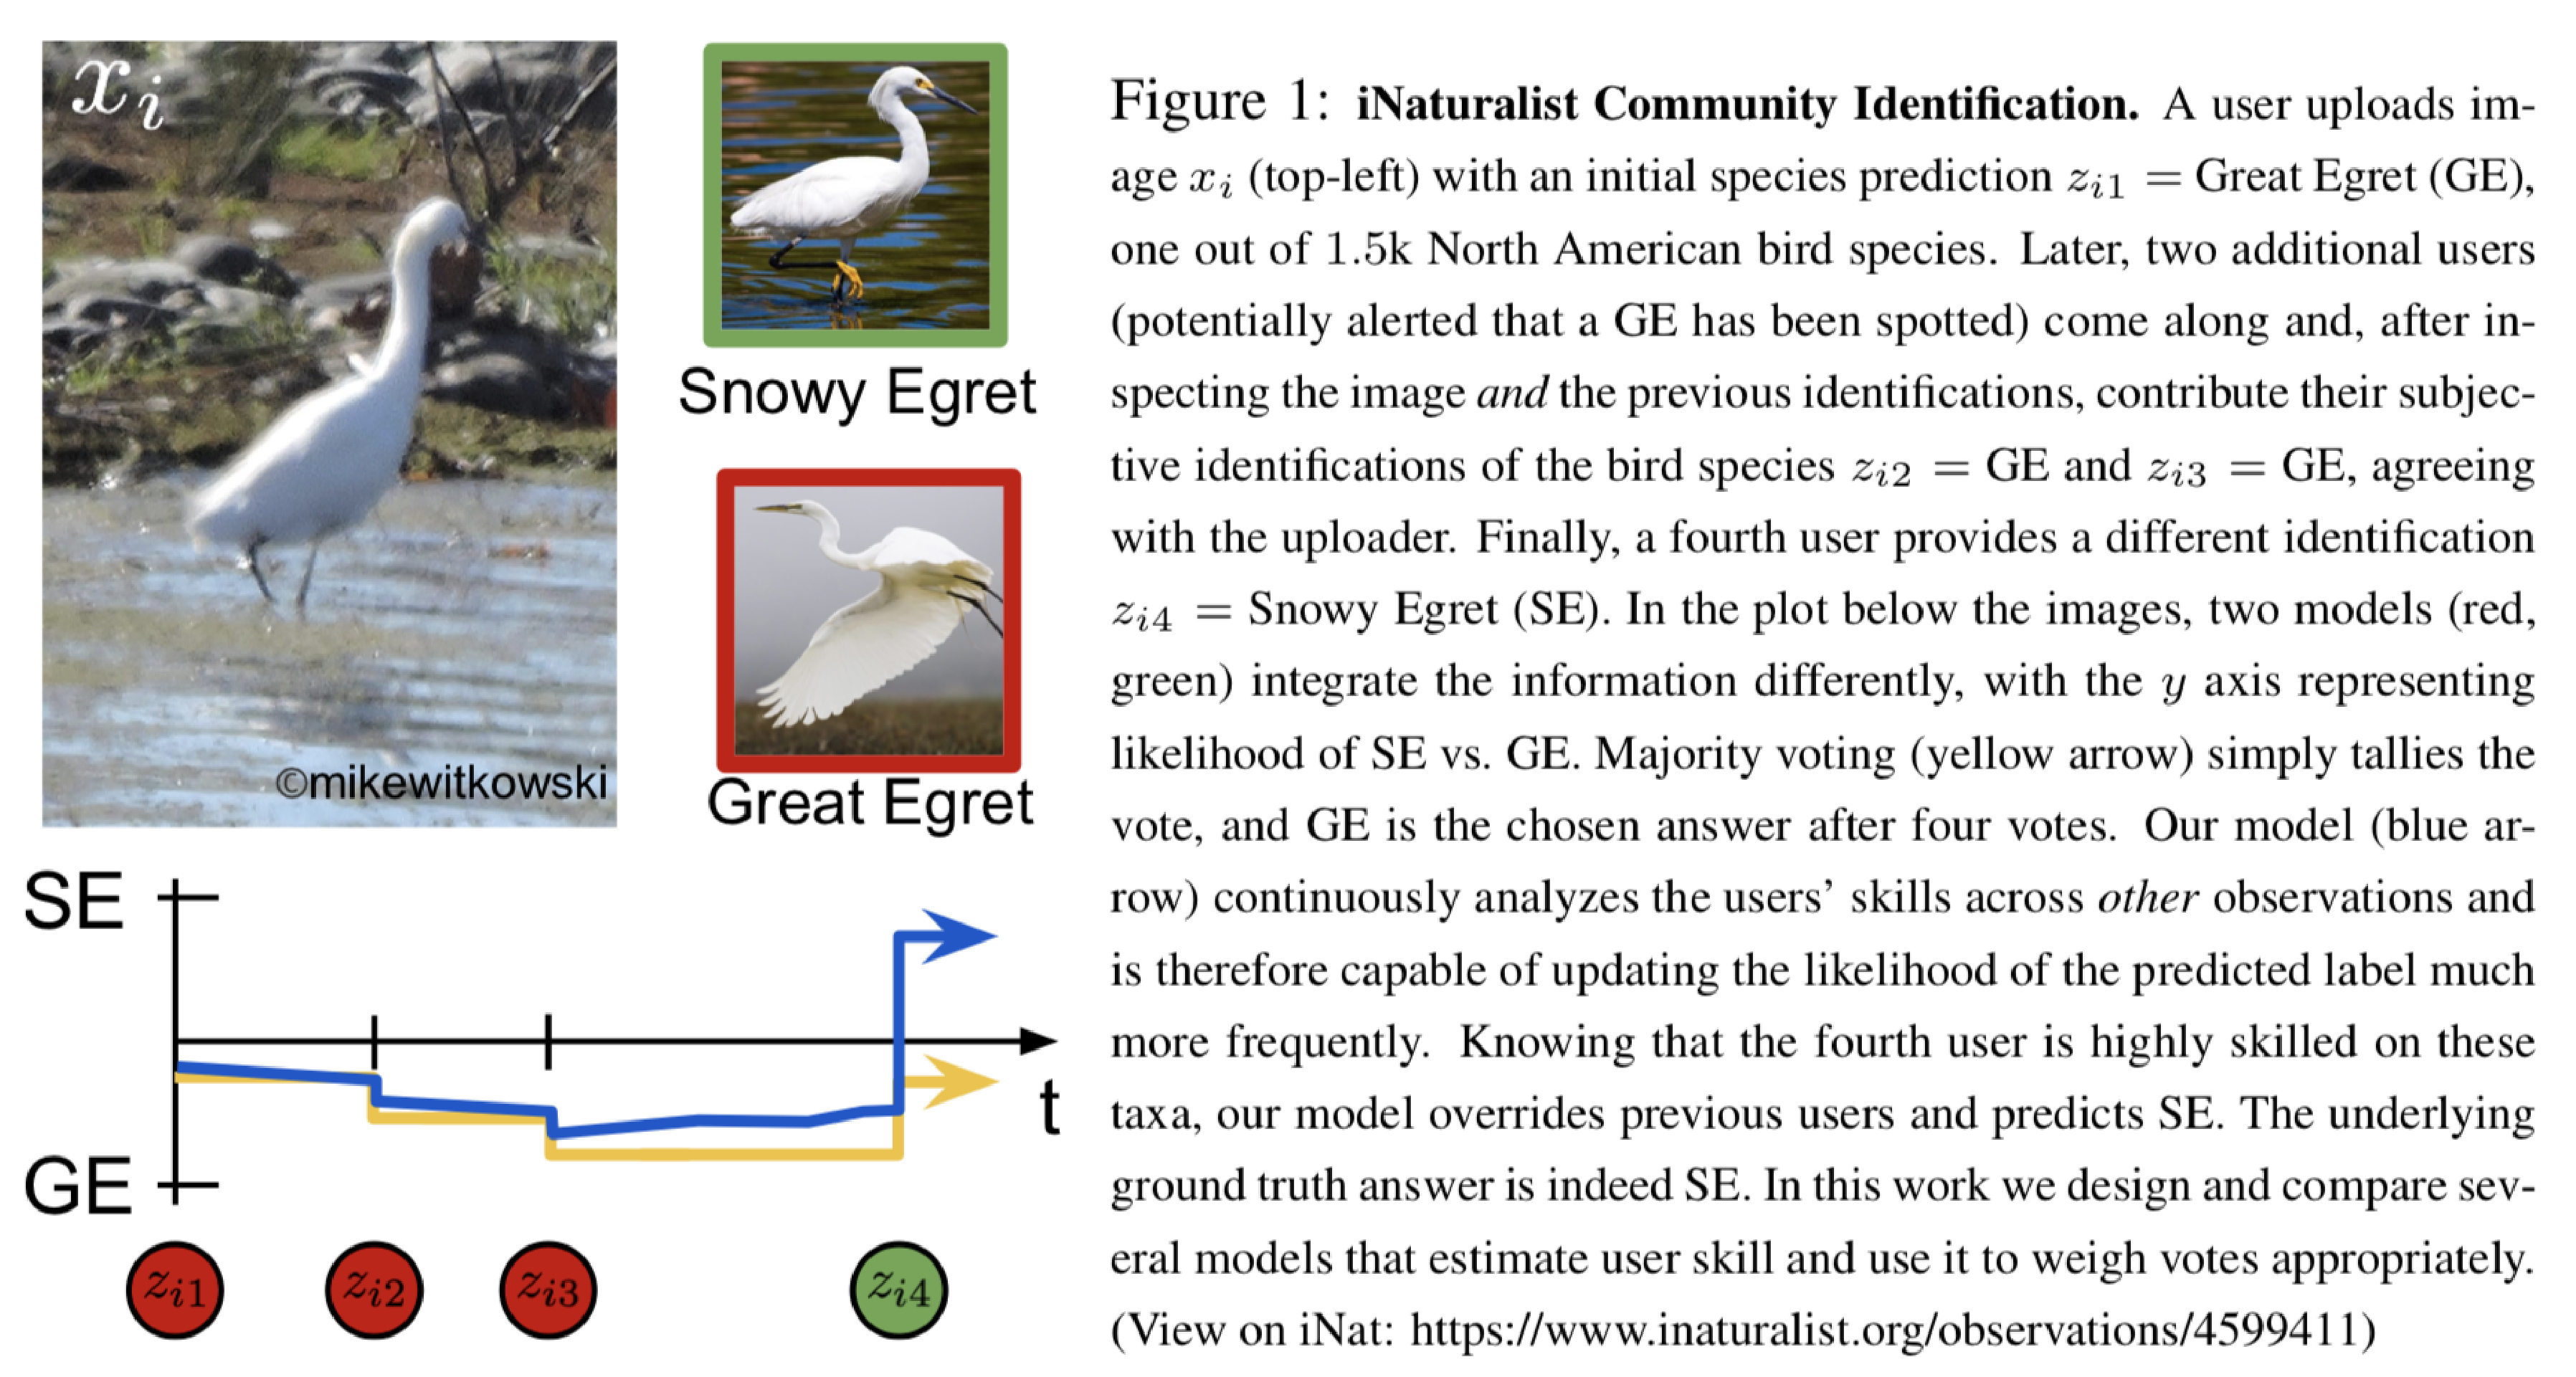 x_i
©mikewitkowski
Snowy Egret
Great Egret
SE
GE
t
z_{i1} z_{i2} z_{i3} z_{i4}
Figure 1: iNaturalist Community Identification. A user uploads im-
age x_i (top-left) with an initial species prediction z_{i1} = Great Egret (GE),
one out of 1.5k North American bird species. Later, two additional users
(potentially alerted that a GE has been spotted) come along and, after in-
specting the image and the previous identifications, contribute their subjec-
tive identifications of the bird species z_{i2} = GE and z_{i3} = GE, agreeing
with the uploader. Finally, a fourth user provides a different identification
z_{i4} = Snowy Egret (SE). In the plot below the images, two models (red,
green) integrate the information differently, with the y axis representing
likelihood of SE vs. GE. Majority voting (yellow arrow) simply tallies the
vote, and GE is the chosen answer after four votes. Our model (blue ar-
row) continuously analyzes the users' skills across other observations and
is therefore capable of updating the likelihood of the predicted label much
more frequently. Knowing that the fourth user is highly skilled on these
taxa, our model overrides previous users and predicts SE. The underlying
ground truth answer is indeed SE. In this work we design and compare sev-
eral models that estimate user skill and use it to weigh votes appropriately.
(View on iNat: https://www.inaturalist.org/observations/4599411)